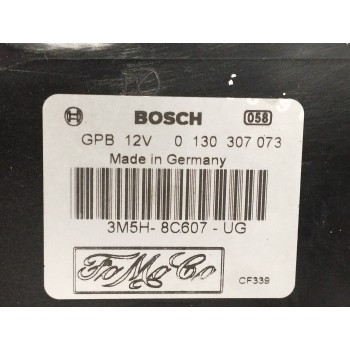 BOSCH 058
GPB 12V 0 130 307 073
Made in Germany
3M5H- 8C607 - UG
FoMoCo
CF339